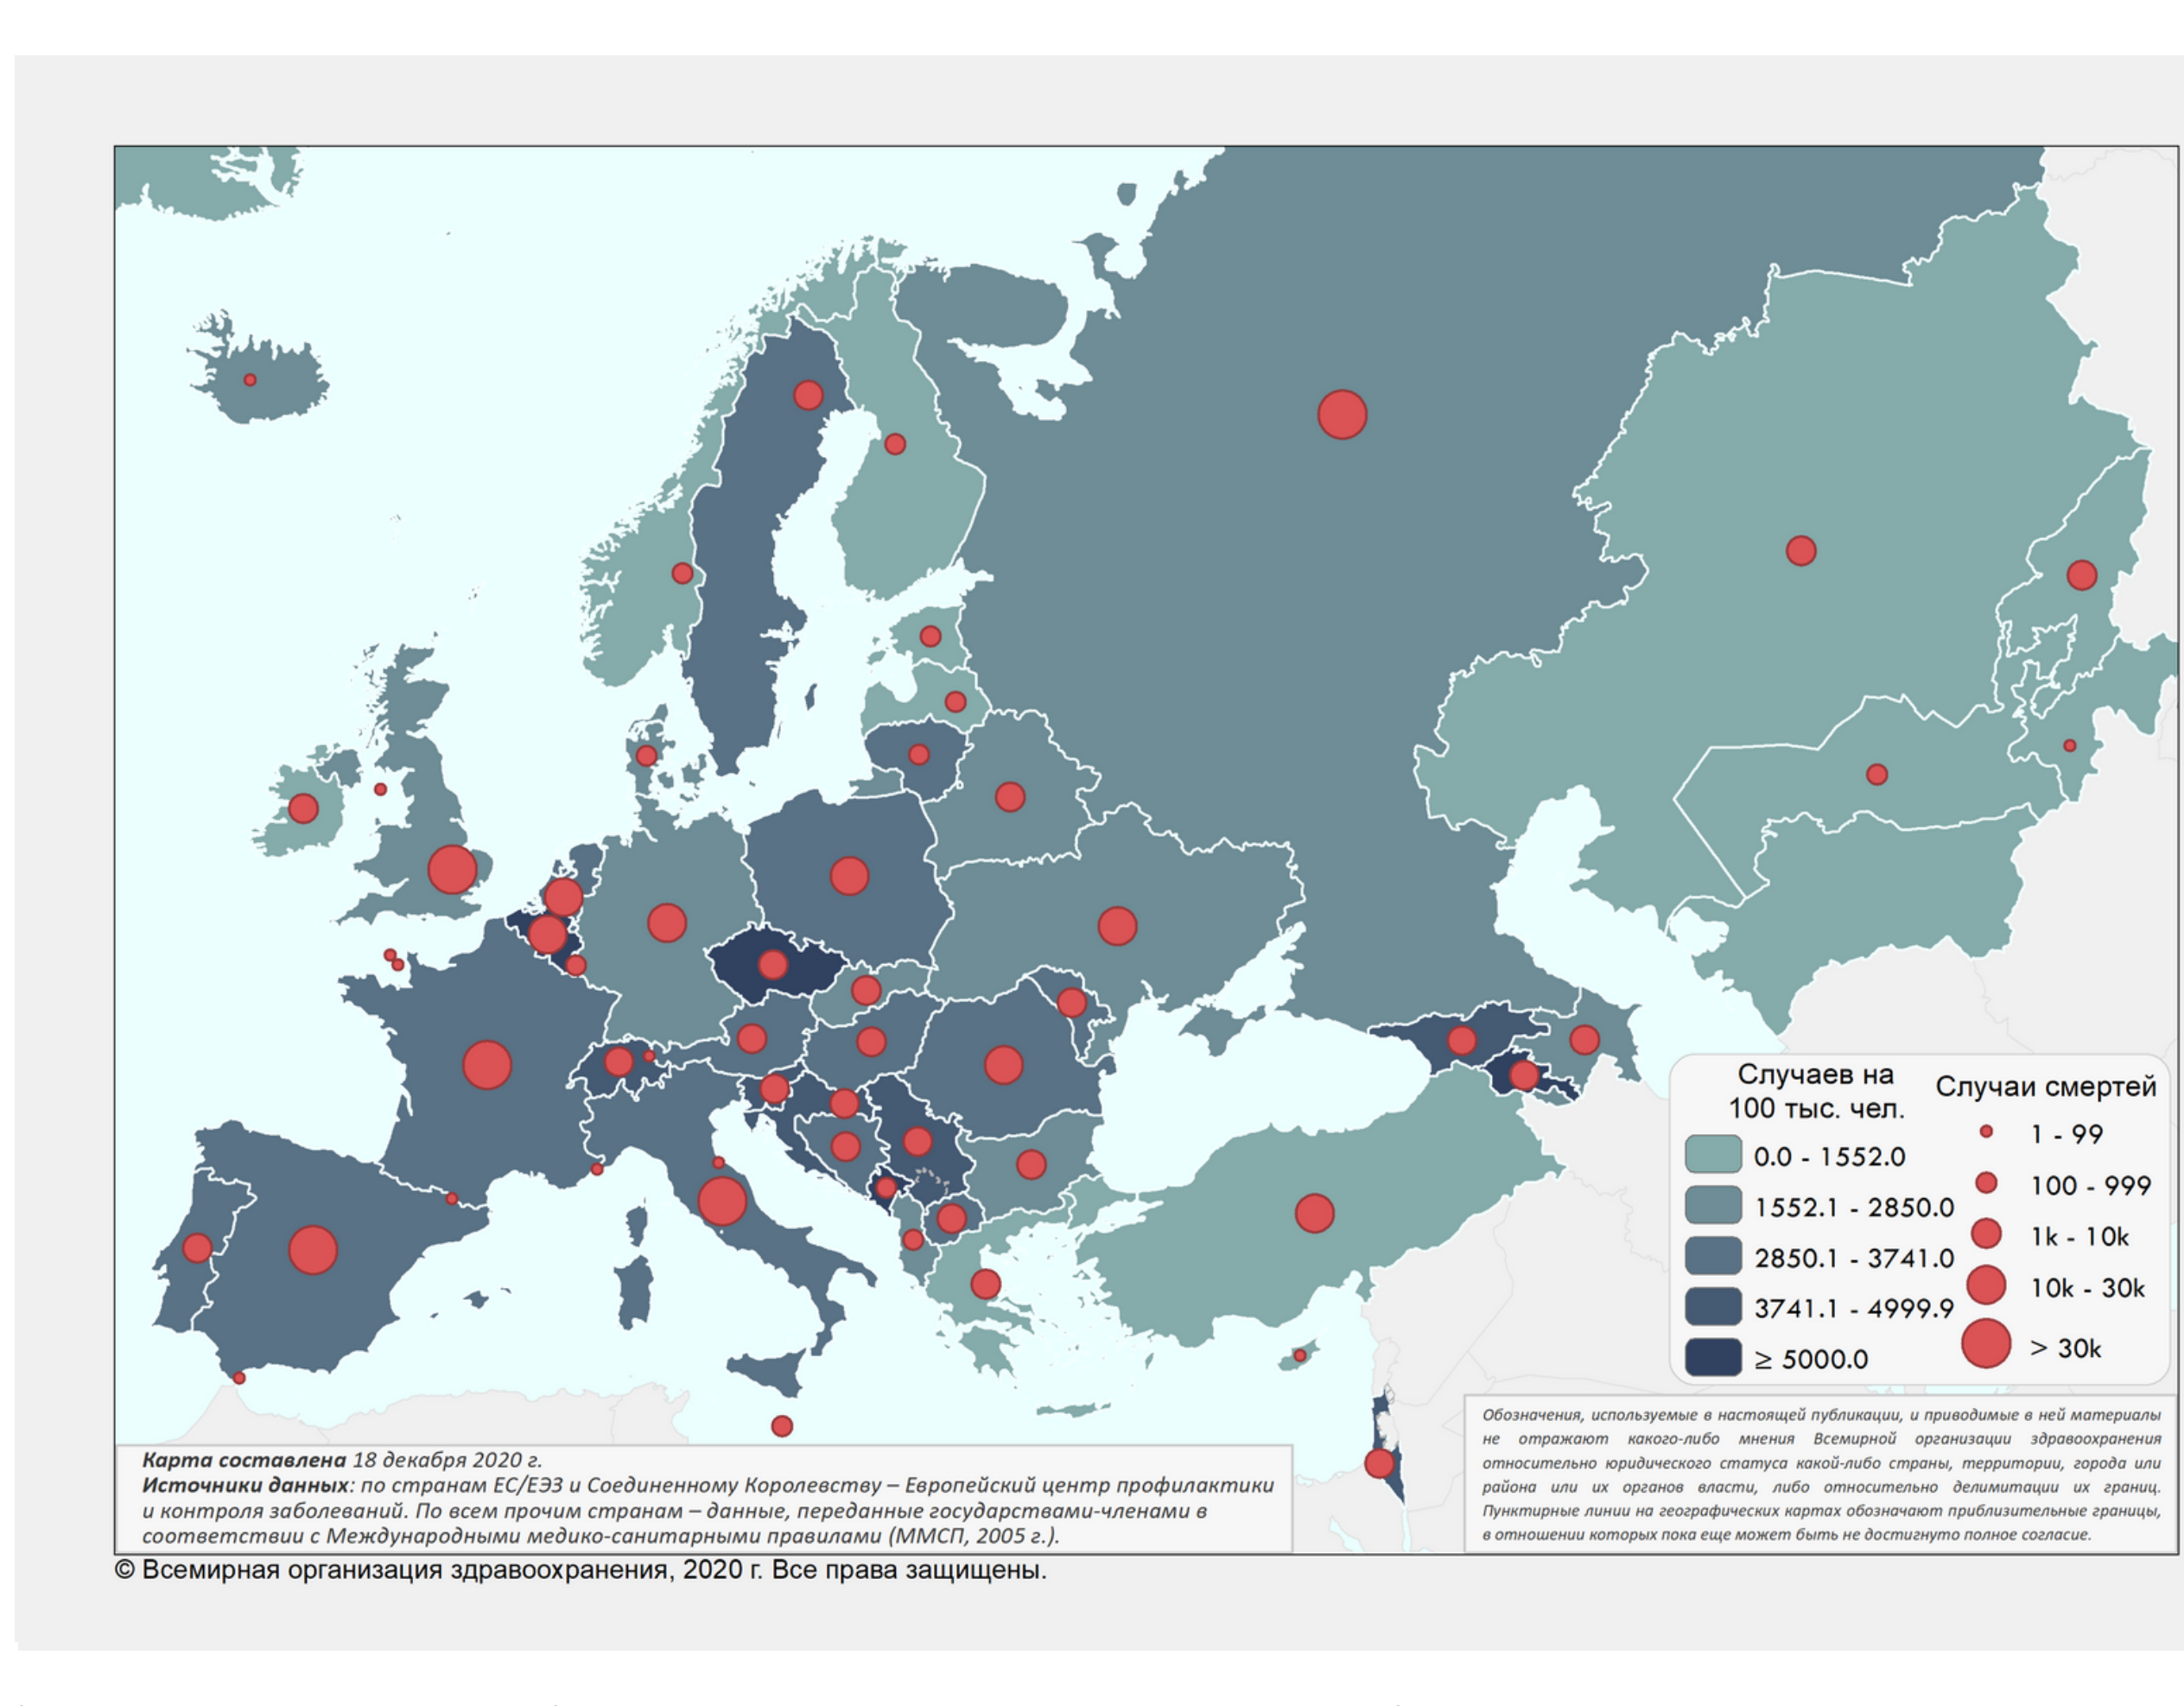 Случаев на
100 тыс. чел.
0.0 - 1552.0
1552.1 - 2850.0
2850.1 - 3741.0
3741.1 - 4999.9
≥ 5000.0
Случаи смертей
1 - 99
100 - 999
1k - 10k
10k - 30k
> 30k
Карта составлена 18 декабря 2020 г.
Источники данных: по странам ЕС/ЕЭЗ и Соединенному Королевству – Европейский центр профилактики
и контроля заболеваний. По всем прочим странам – данные, переданные государствами-членами в
соответствии с Международными медико-санитарными правилами (ММСП, 2005 г.).
Обозначения, используемые в настоящей публикации, и приводимые в ней материалы
не отражают какого-либо мнения Всемирной организации здравоохранения
относительно юридического статуса какой-либо страны, территории, города или
района или их органов власти, либо относительно делимитации их границ.
Пунктирные линии на географических картах обозначают приблизительные границы,
в отношении которых пока еще может быть не достигнуто полное согласие.
© Всемирная организация здравоохранения, 2020 г. Все права защищены.